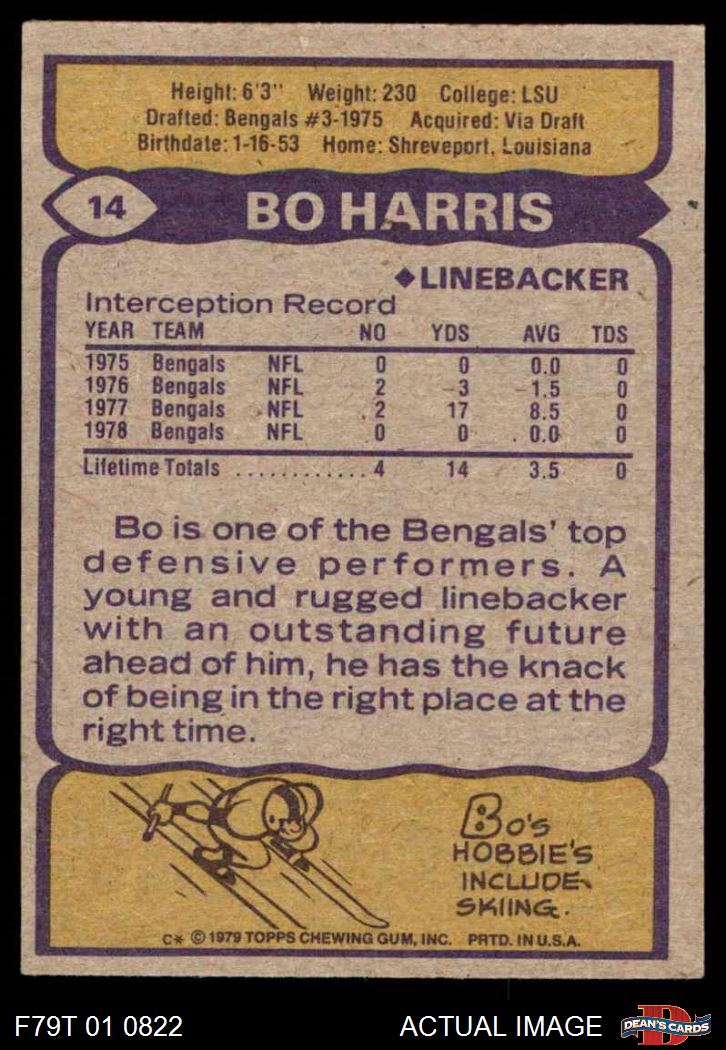 Height: 6'3" Weight: 230 College: LSU
Drafted: Bengals #3-1975 Acquired: Via Draft
Birthdate: 1-16-53 Home: Shreveport, Louisiana
14 BO HARRIS
◆LINEBACKER
Interception Record
YEAR TEAM NO YDS AVG TDS
1975 Bengals NFL 0 0 0.0 0
1976 Bengals NFL 2 -3 -1.5 0
1977 Bengals NFL 2 17 8.5 0
1978 Bengals NFL 0 0 0.0 0
Lifetime Totals ............ 4 14 3.5 0
Bo is one of the Bengals' top
defensive performers. A
young and rugged linebacker
with an outstanding future
ahead of him, he has the knack
of being in the right place at the
right time.
BO'S
HOBBIE'S
INCLUDE
SKIING.
C* © 1979 TOPPS CHEWING GUM, INC. PRTD. IN U.S.A.
F79T 01 0822 ACTUAL IMAGE D DEAN'S CARDS